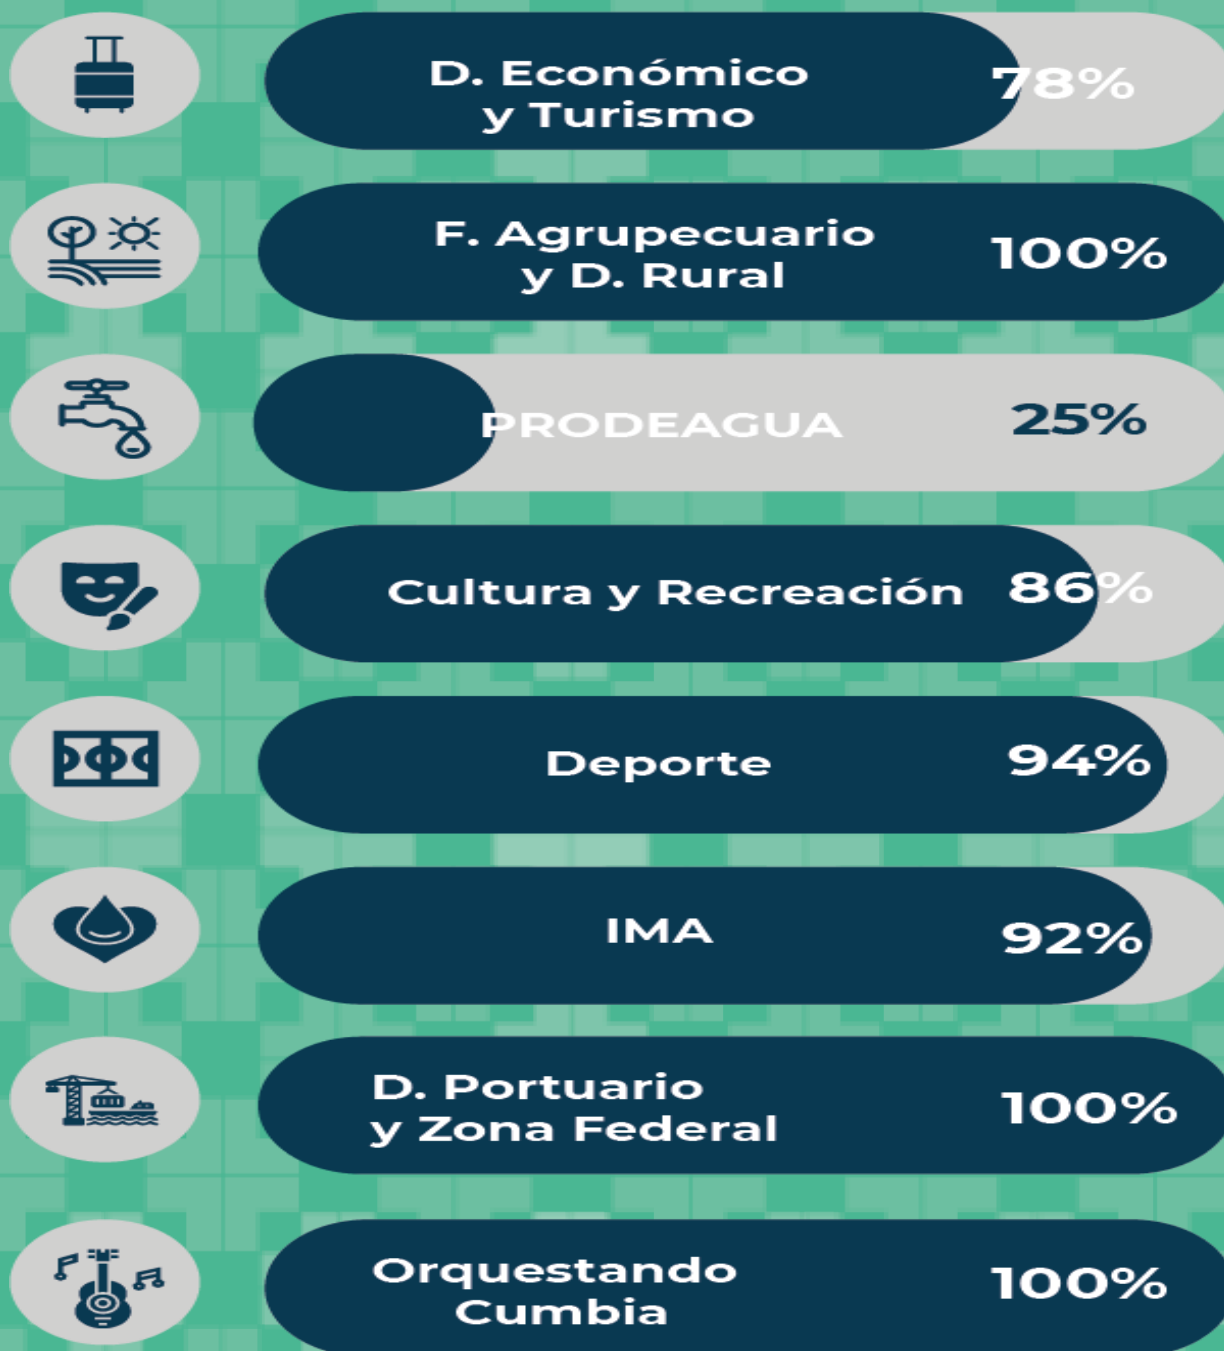 D. Económico
y Turismo
78%
F. Agrupecuario
y D. Rural
100%
PRODEAGUA
25%
Cultura y Recreación
86%
Deporte
94%
IMA
92%
D. Portuario
y Zona Federal
100%
Orquestando
Cumbia
100%